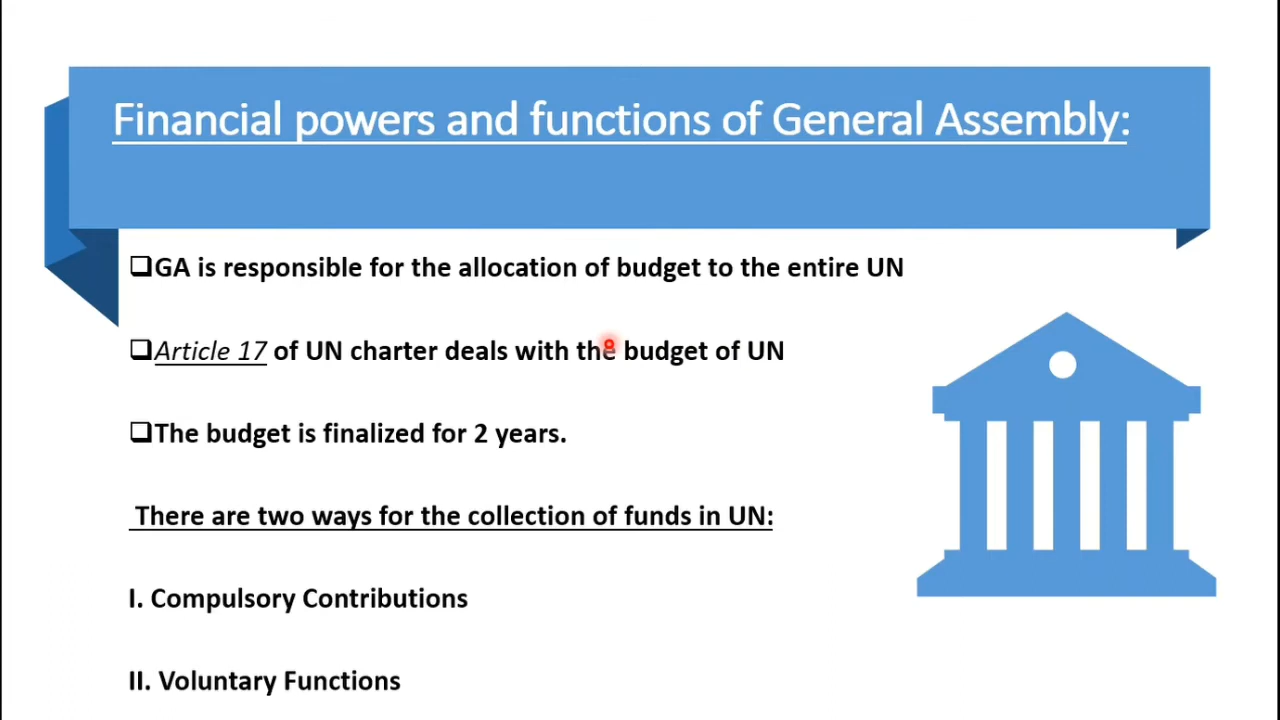 Financial powers and functions of General Assembly:
❑GA is responsible for the allocation of budget to the entire UN
❑Article 17 of UN charter deals with the budget of UN
❑The budget is finalized for 2 years.
There are two ways for the collection of funds in UN:
I. Compulsory Contributions
II. Voluntary Functions